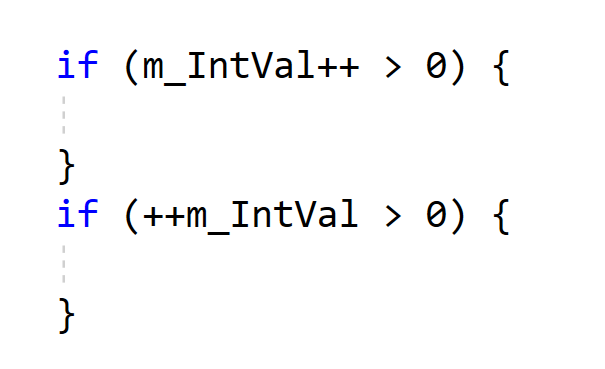 if (m_IntVal++ > 0) {
}
if (++m_IntVal > 0) {
}